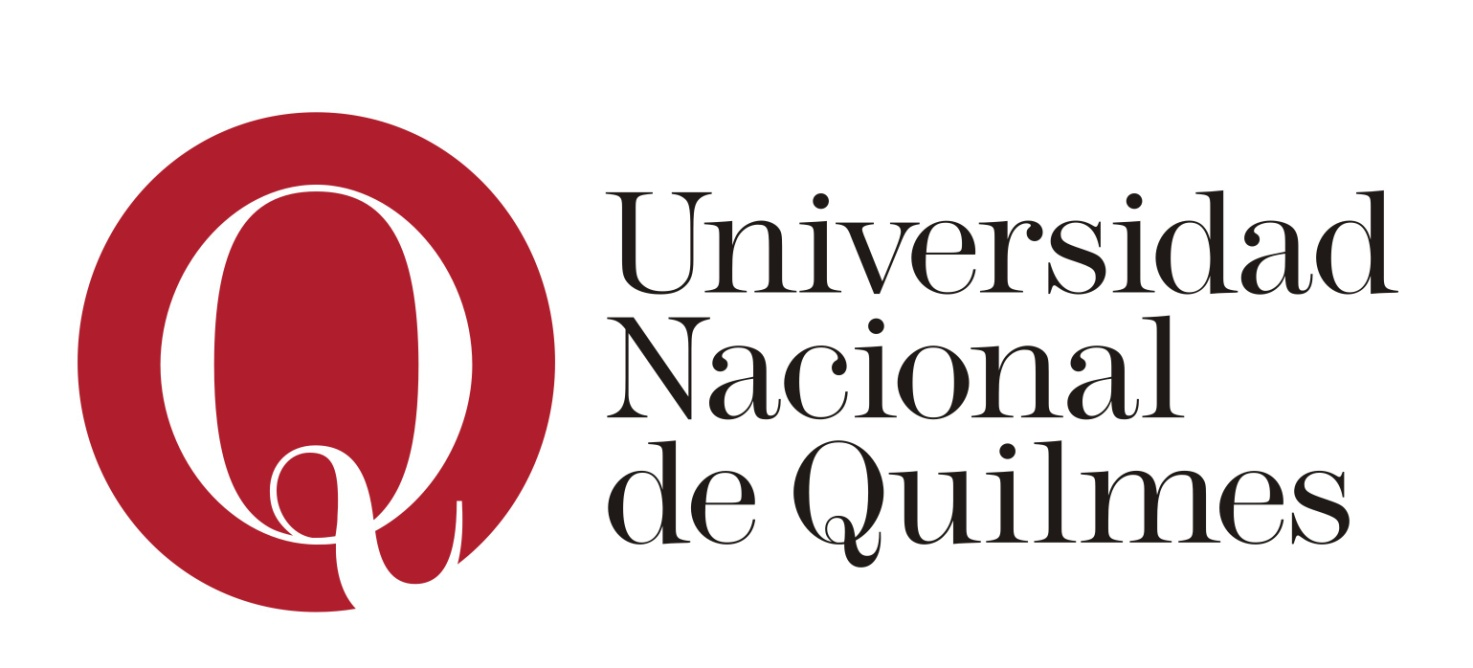 Q
Universidad
Nacional
de Quilmes